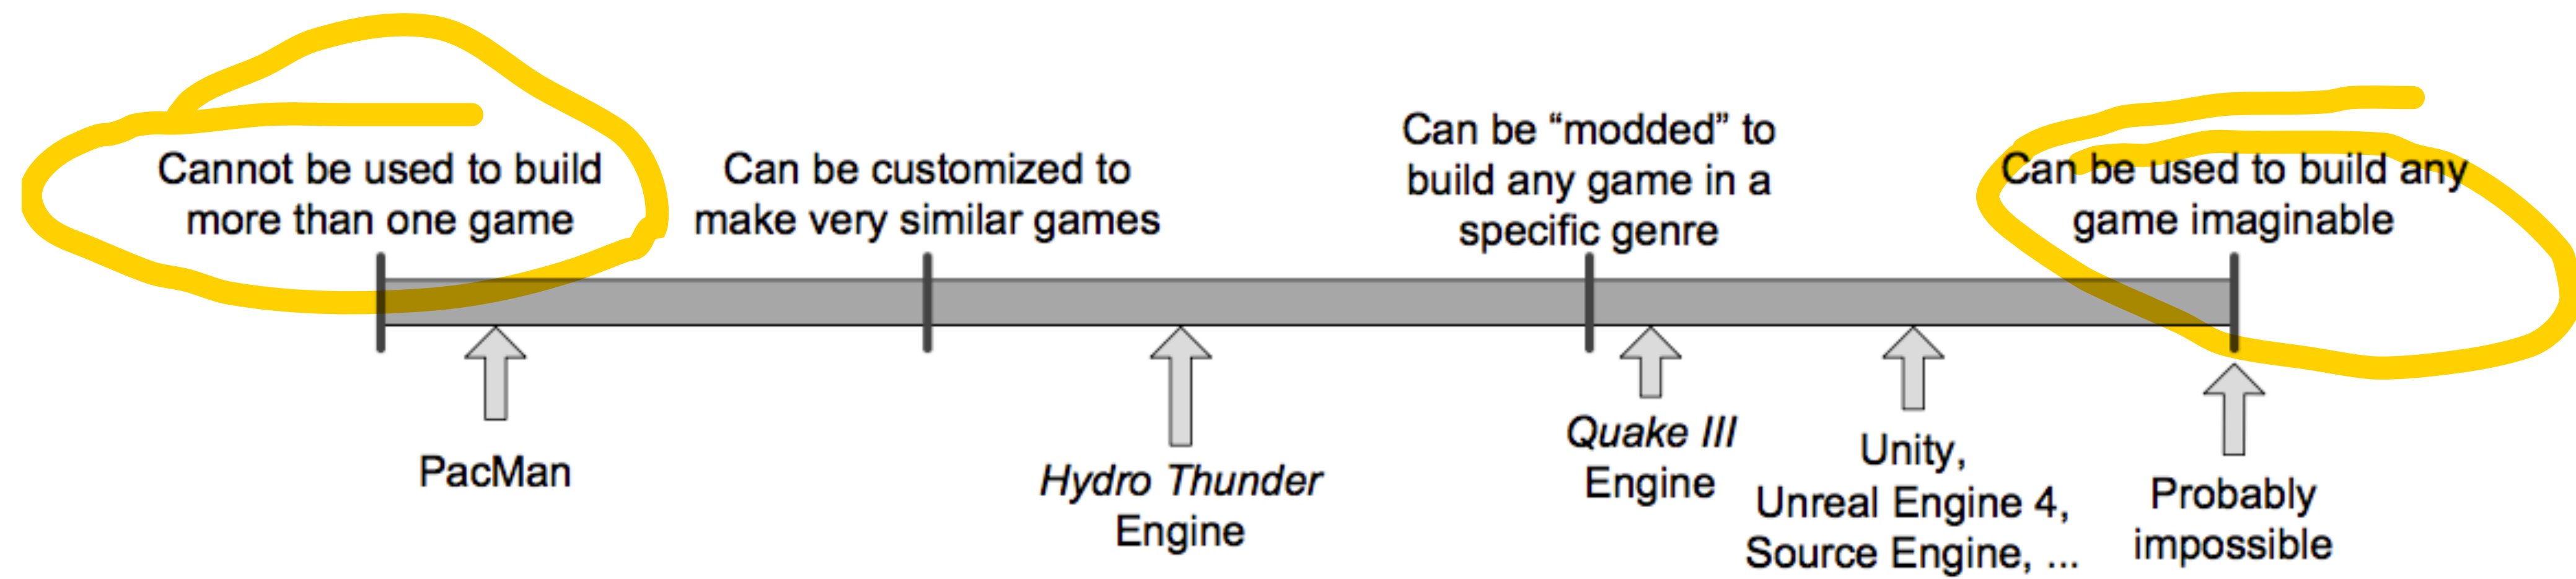 Cannot be used to build
more than one game
Can be customized to
make very similar games
Can be “modded” to
build any game in a
specific genre
Can be used to build any
game imaginable
PacMan
Hydro Thunder
Engine
Quake III
Engine
Unity,
Unreal Engine 4,
Source Engine, ...
Probably
impossible